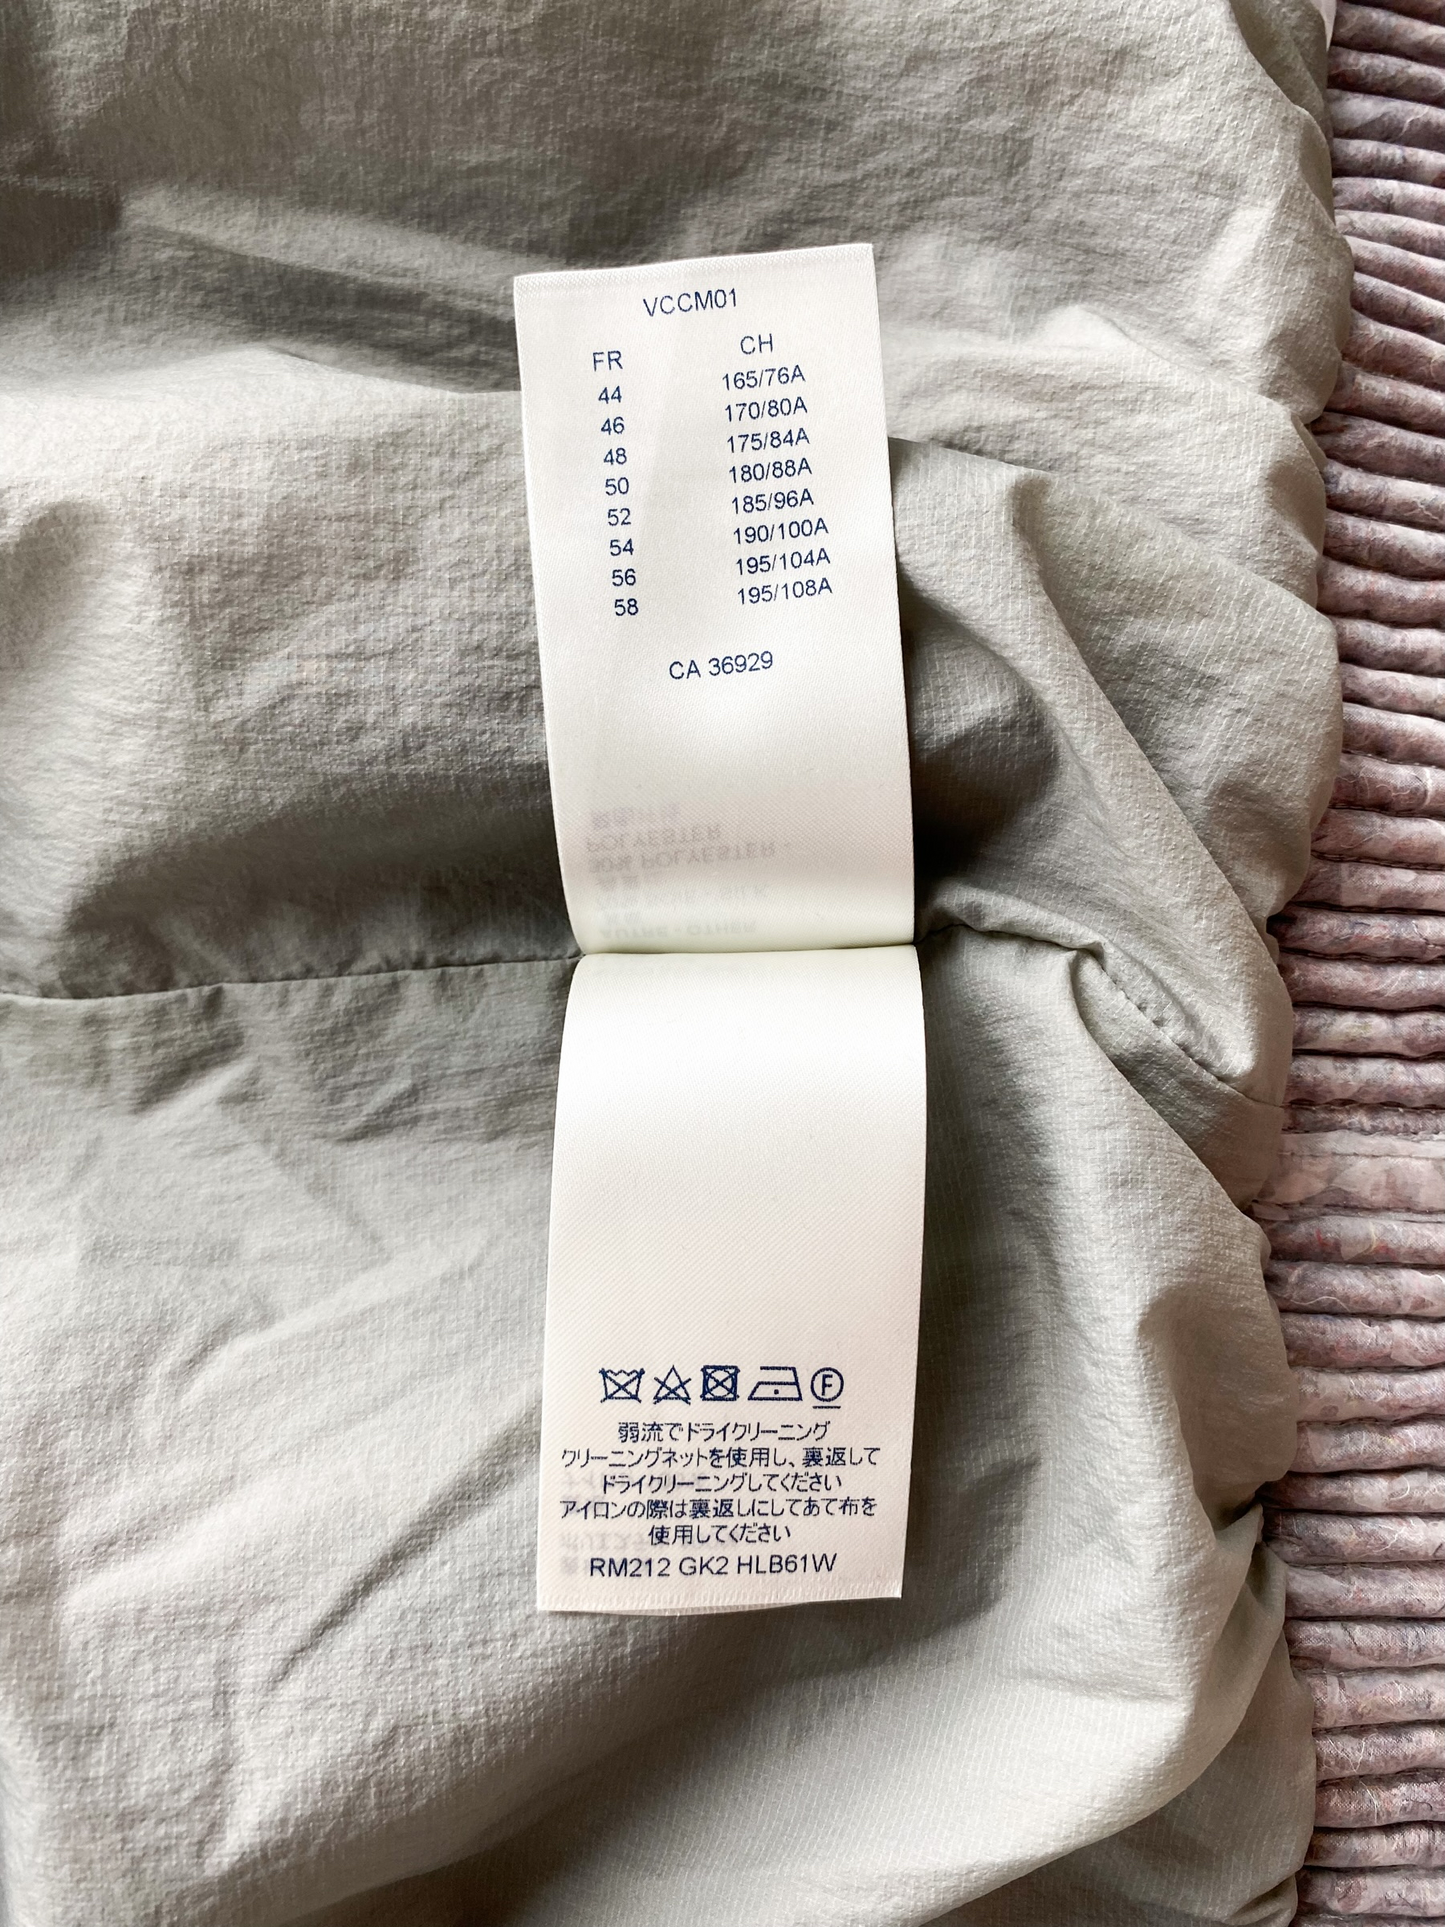 VCCM01
FR CH
44 165/76A
46 170/80A
48 175/84A
50 180/88A
52 185/96A
54 190/100A
56 195/104A
58 195/108A
CA 36929
F
弱流でドライクリーニング
クリーニングネットを使用し、裏返して
ドライクリーニングしてください
アイロンの際は裏返しにしてあて布を
使用してください
RM212 GK2 HLB61W